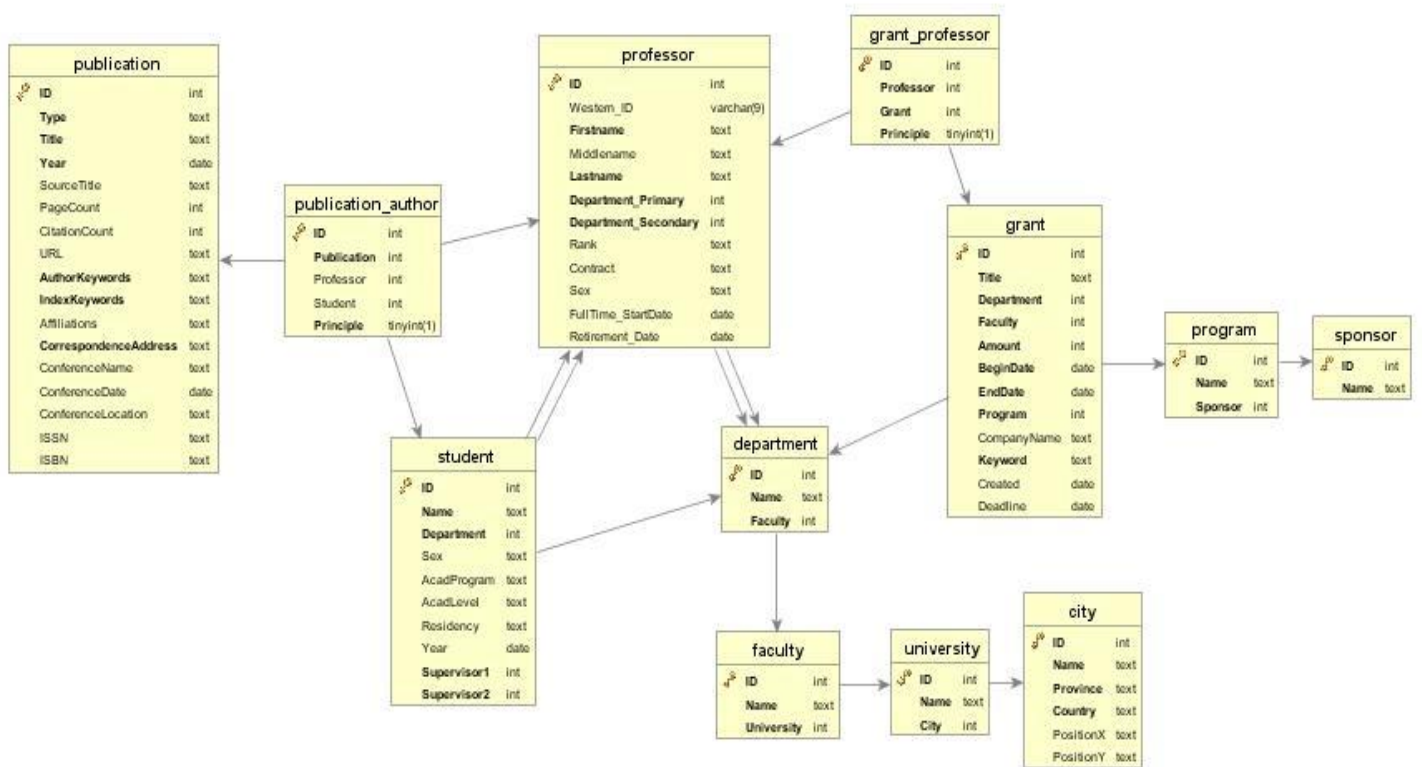 publication
ID int
Type text
Title text
Year date
SourceTitle text
PageCount int
CitationCount int
URL text
AuthorKeywords text
IndexKeywords text
Affiliations text
CorrespondenceAddress text
ConferenceName text
ConferenceDate date
ConferenceLocation text
ISSN text
ISBN text
publication_author
ID int
Publication int
Professor int
Student int
Principle tinyint(1)
professor
ID int
Western_ID varchar(9)
Firstname text
Middlename text
Lastname text
Department_Primary int
Department_Secondary int
Rank text
Contract text
Sex text
FullTime_StartDate date
Retirement_Date date
grant_professor
ID int
Professor int
Grant int
Principle tinyint(1)
grant
ID int
Title text
Department int
Faculty int
Amount int
BeginDate date
EndDate date
Program int
CompanyName text
Keyword text
Created date
Deadline date
program
ID int
Name text
Sponsor int
sponsor
ID int
Name text
student
ID int
Name text
Department int
Sex text
AcadProgram text
AcadLevel text
Residency text
Year date
Supervisor1 int
Supervisor2 int
department
ID int
Name text
Faculty int
faculty
ID int
Name text
University int
university
ID int
Name text
City int
city
ID int
Name text
Province text
Country text
PositionX text
PositionY text